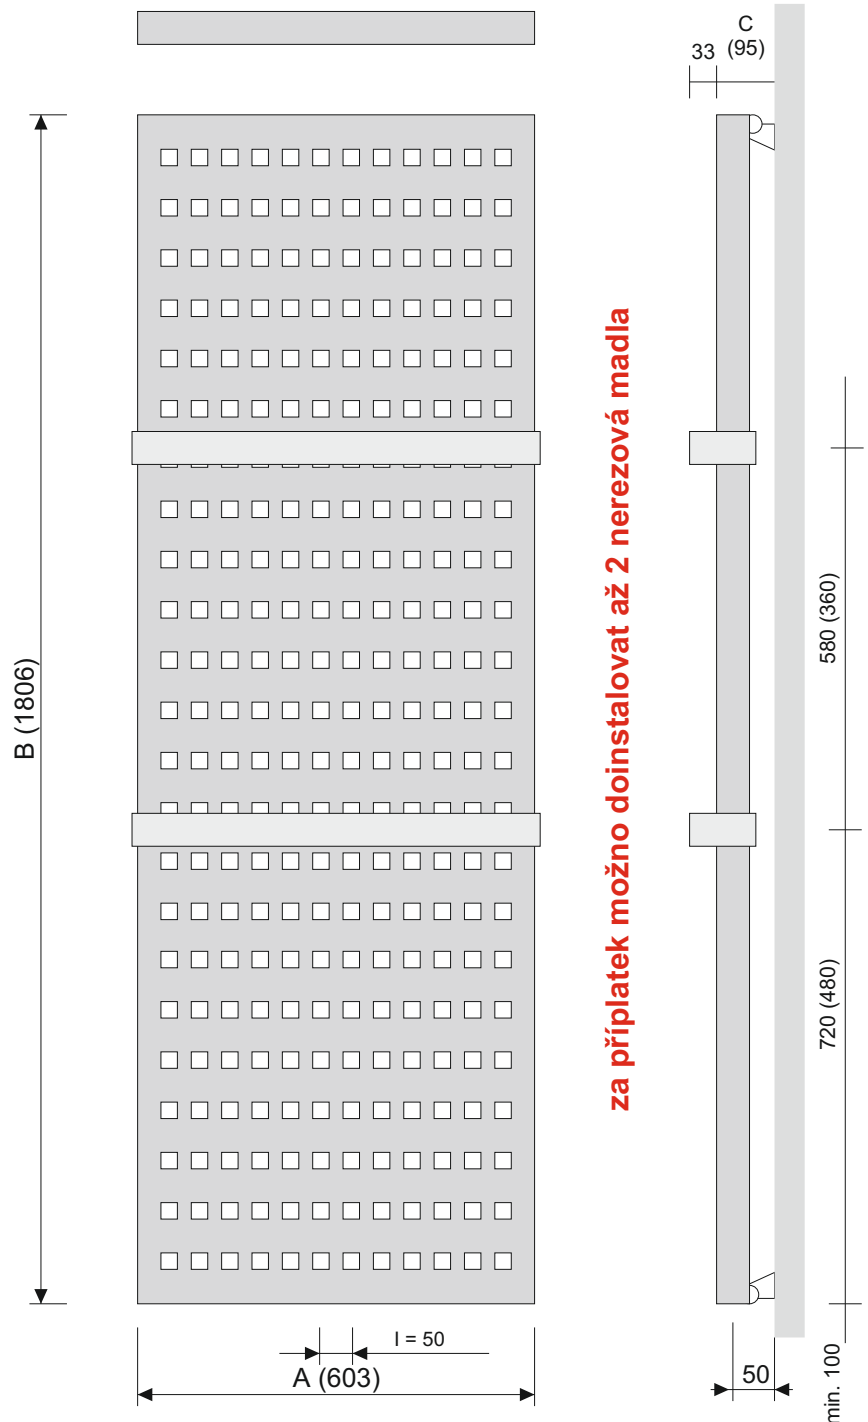 C
33
(95)
za příplatek možno doinstalovat až 2 nerezová madla
580 (360)
B (1806)
720 (480)
I = 50
A (603)
50
min. 100